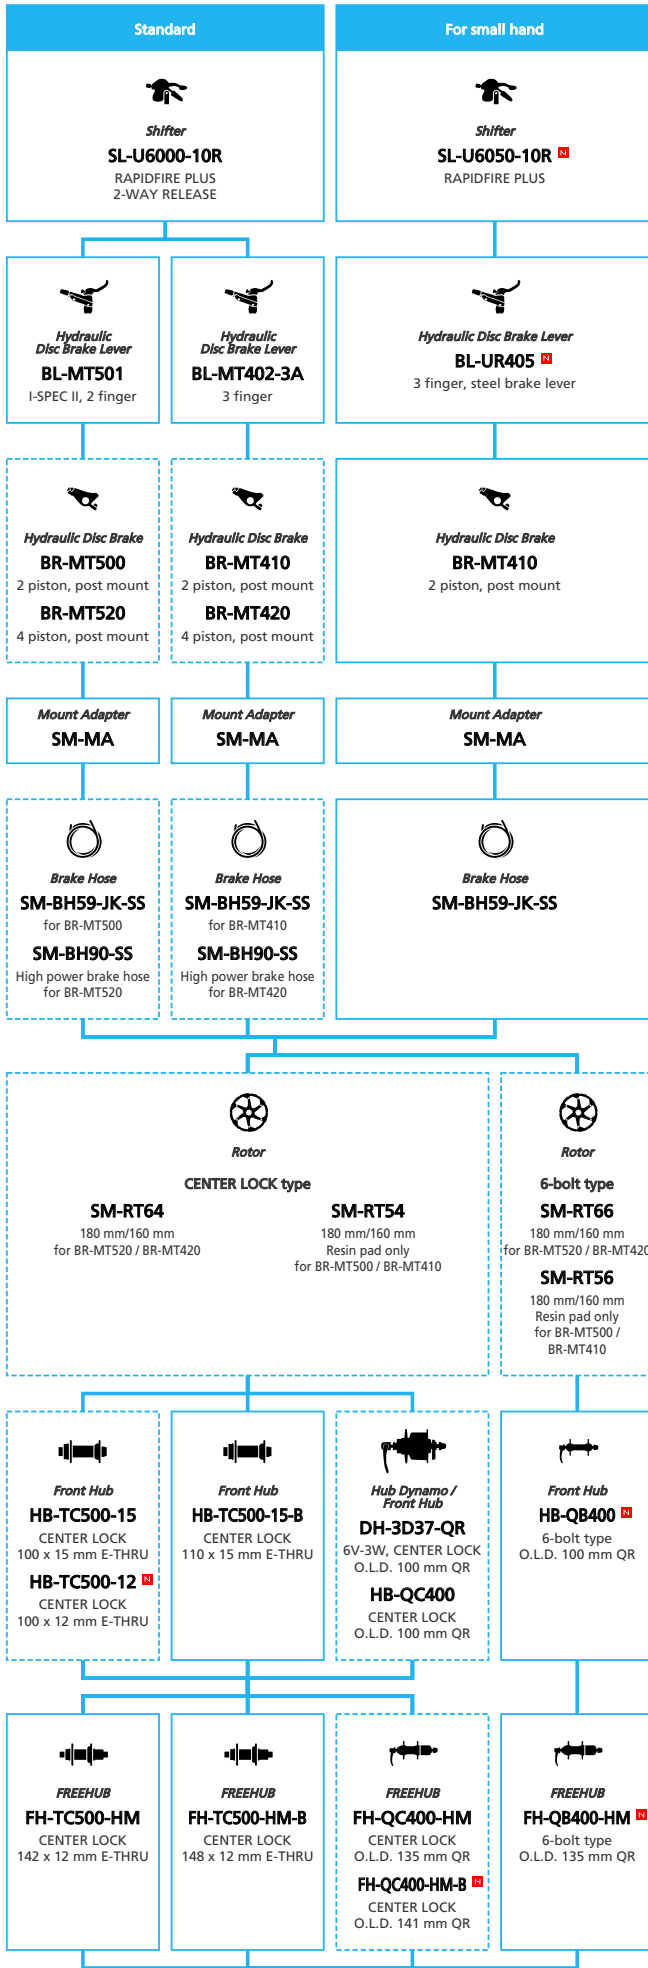 Standard
For small hand
Shifter
SL-U6000-10R
RAPIDFIRE PLUS
2-WAY RELEASE
Shifter
SL-U6050-10R N
RAPIDFIRE PLUS
Hydraulic
Disc Brake Lever
BL-MT501
I-SPEC II, 2 finger
Hydraulic
Disc Brake Lever
BL-MT402-3A
3 finger
Hydraulic Disc Brake Lever
BL-UR405 N
3 finger, steel brake lever
Hydraulic Disc Brake
BR-MT500
2 piston, post mount
BR-MT520
4 piston, post mount
Hydraulic Disc Brake
BR-MT410
2 piston, post mount
BR-MT420
4 piston, post mount
Hydraulic Disc Brake
BR-MT410
2 piston, post mount
Mount Adapter
SM-MA
Mount Adapter
SM-MA
Mount Adapter
SM-MA
Brake Hose
SM-BH59-JK-SS
for BR-MT500
SM-BH90-SS
High power brake hose
for BR-MT520
Brake Hose
SM-BH59-JK-SS
for BR-MT410
SM-BH90-SS
High power brake hose
for BR-MT420
Brake Hose
SM-BH59-JK-SS
Rotor
CENTER LOCK type
SM-RT64
180 mm/160 mm
for BR-MT520 / BR-MT420
SM-RT54
180 mm/160 mm
Resin pad only
for BR-MT500 / BR-MT410
Rotor
6-bolt type
SM-RT66
180 mm/160 mm
for BR-MT520 / BR-MT420
SM-RT56
180 mm/160 mm
Resin pad only
for BR-MT500 /
BR-MT410
Front Hub
HB-TC500-15
CENTER LOCK
100 x 15 mm E-THRU
HB-TC500-12 N
CENTER LOCK
100 x 12 mm E-THRU
Front Hub
HB-TC500-15-B
CENTER LOCK
110 x 15 mm E-THRU
Hub Dynamo /
Front Hub
DH-3D37-QR
6V-3W, CENTER LOCK
O.L.D. 100 mm QR
HB-QC400
CENTER LOCK
O.L.D. 100 mm QR
Front Hub
HB-QB400 N
6-bolt type
O.L.D. 100 mm QR
FREEHUB
FH-TC500-HM
CENTER LOCK
142 x 12 mm E-THRU
FREEHUB
FH-TC500-HM-B
CENTER LOCK
148 x 12 mm E-THRU
FREEHUB
FH-QC400-HM
CENTER LOCK
O.L.D. 135 mm QR
FH-QC400-HM-B N
CENTER LOCK
O.L.D. 141 mm QR
FREEHUB
FH-QB400-HM N
6-bolt type
O.L.D. 135 mm QR